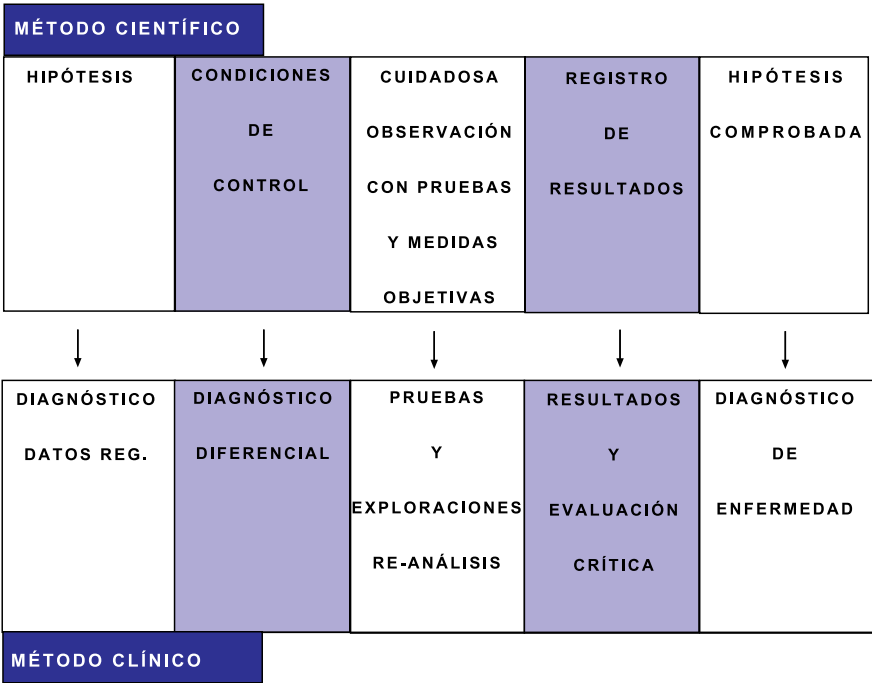 MÉTODO CIENTÍFICO
HIPÓTESIS
CONDICIONES
DE
CONTROL
CUIDADOSA
OBSERVACIÓN
CON PRUEBAS
Y MEDIDAS
OBJETIVAS
REGISTRO
DE
RESULTADOS
HIPÓTESIS
COMPROBADA
DIAGNÓSTICO
DATOS REG.
DIAGNÓSTICO
DIFERENCIAL
PRUEBAS
Y
EXPLORACIONES
RE-ANÁLISIS
RESULTADOS
Y
EVALUACIÓN
CRÍTICA
DIAGNÓSTICO
DE
ENFERMEDAD
MÉTODO CLÍNICO